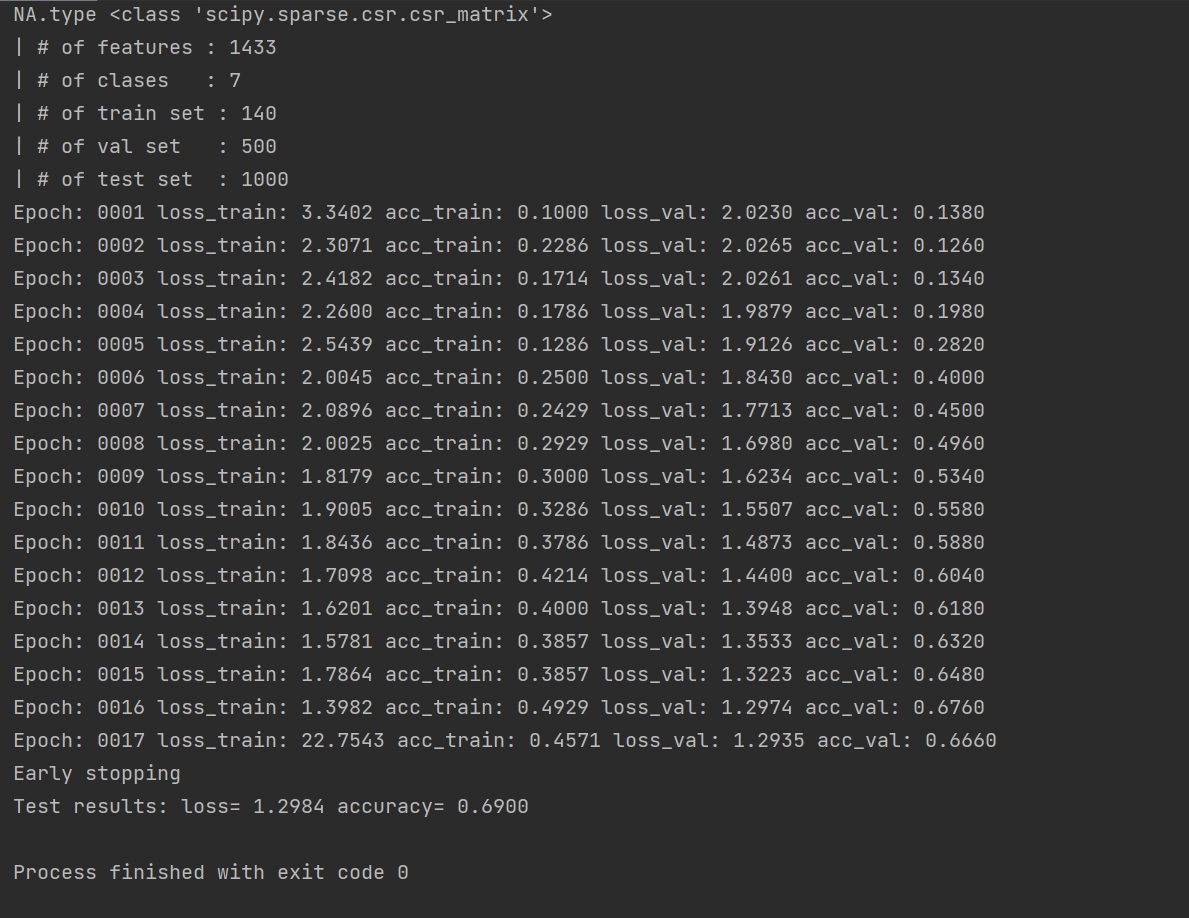 NA.type <class 'scipy.sparse.csr.csr_matrix'>
| # of features : 1433
| # of clases   : 7
| # of train set : 140
| # of val set   : 500
| # of test set  : 1000
Epoch: 0001 loss_train: 3.3402 acc_train: 0.1000 loss_val: 2.0230 acc_val: 0.1380
Epoch: 0002 loss_train: 2.3071 acc_train: 0.2286 loss_val: 2.0265 acc_val: 0.1260
Epoch: 0003 loss_train: 2.4182 acc_train: 0.1714 loss_val: 2.0261 acc_val: 0.1340
Epoch: 0004 loss_train: 2.2600 acc_train: 0.1786 loss_val: 1.9879 acc_val: 0.1980
Epoch: 0005 loss_train: 2.5439 acc_train: 0.1286 loss_val: 1.9126 acc_val: 0.2820
Epoch: 0006 loss_train: 2.0045 acc_train: 0.2500 loss_val: 1.8430 acc_val: 0.4000
Epoch: 0007 loss_train: 2.0896 acc_train: 0.2429 loss_val: 1.7713 acc_val: 0.4500
Epoch: 0008 loss_train: 2.0025 acc_train: 0.2929 loss_val: 1.6980 acc_val: 0.4960
Epoch: 0009 loss_train: 1.8179 acc_train: 0.3000 loss_val: 1.6234 acc_val: 0.5340
Epoch: 0010 loss_train: 1.9005 acc_train: 0.3286 loss_val: 1.5507 acc_val: 0.5580
Epoch: 0011 loss_train: 1.8436 acc_train: 0.3786 loss_val: 1.4873 acc_val: 0.5880
Epoch: 0012 loss_train: 1.7098 acc_train: 0.4214 loss_val: 1.4400 acc_val: 0.6040
Epoch: 0013 loss_train: 1.6201 acc_train: 0.4000 loss_val: 1.3948 acc_val: 0.6180
Epoch: 0014 loss_train: 1.5781 acc_train: 0.3857 loss_val: 1.3533 acc_val: 0.6320
Epoch: 0015 loss_train: 1.7864 acc_train: 0.3857 loss_val: 1.3223 acc_val: 0.6480
Epoch: 0016 loss_train: 1.3982 acc_train: 0.4929 loss_val: 1.2974 acc_val: 0.6760
Epoch: 0017 loss_train: 22.7543 acc_train: 0.4571 loss_val: 1.2935 acc_val: 0.6660
Early stopping
Test results: loss= 1.2984 accuracy= 0.6900
Process finished with exit code 0